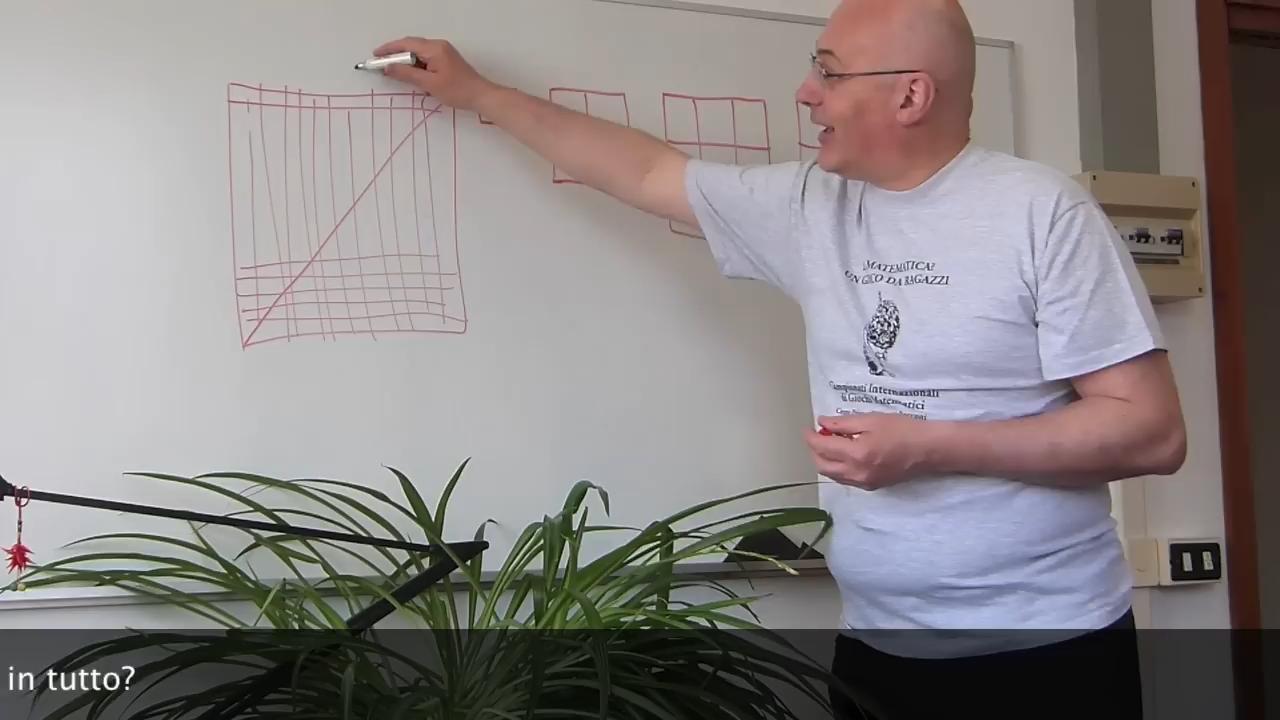 È MATEMATICA?
UN GIOCO DA RAGAZZI
Campionati Internazionali
di Giochi Matematici
in tutto?